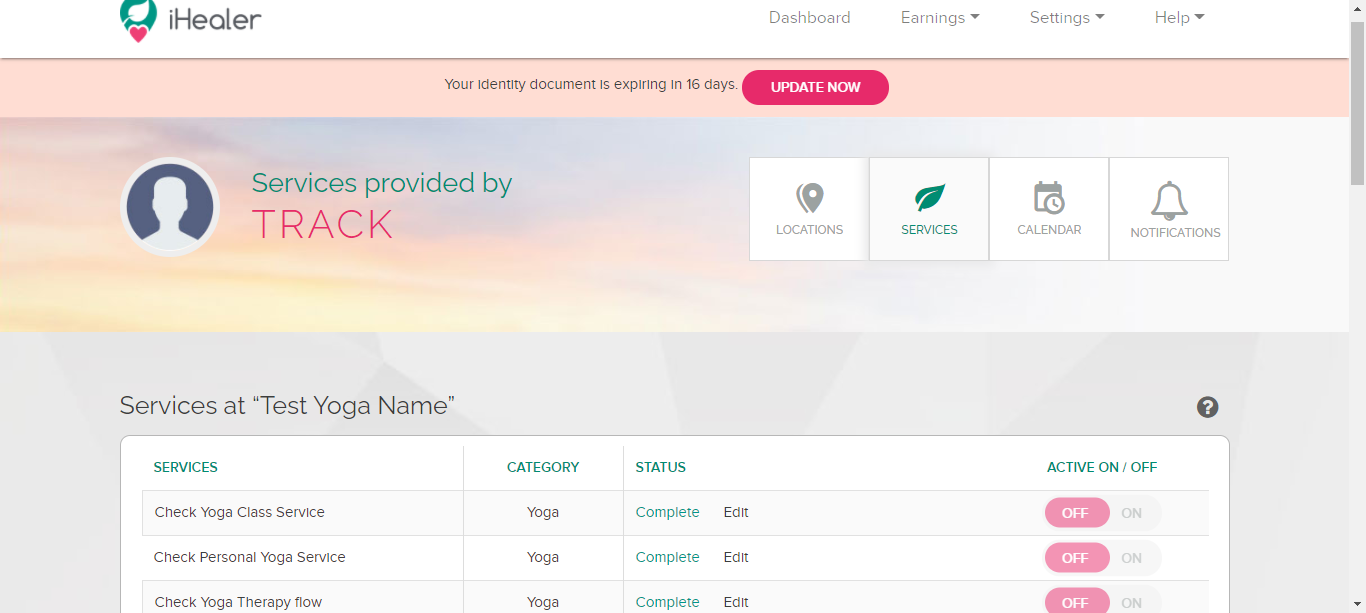 iHealer
Dashboard Earnings Settings Help
Your identity document is expiring in 16 days. UPDATE NOW
Services provided by
TRACK
LOCATIONS SERVICES CALENDAR NOTIFICATIONS
Services at “Test Yoga Name” ?
SERVICES CATEGORY STATUS ACTIVE ON / OFF
Check Yoga Class Service Yoga Complete Edit OFF ON
Check Personal Yoga Service Yoga Complete Edit OFF ON
Check Yoga Therapy flow Yoga Complete Edit OFF ON